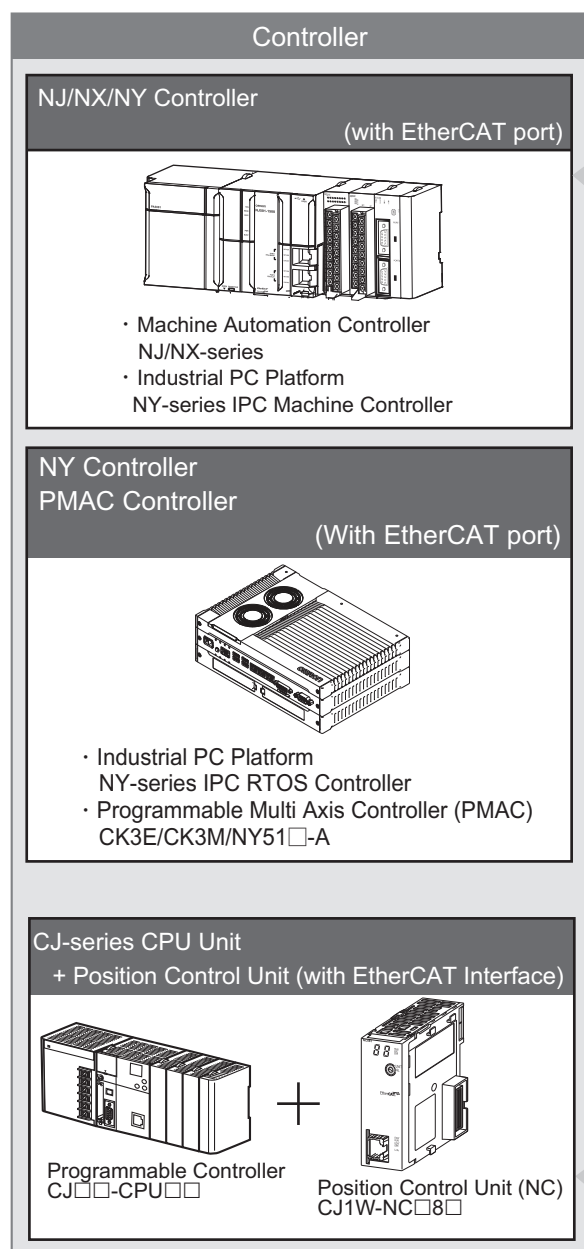 Controller
NJ/NX/NY Controller
(with EtherCAT port)
・Machine Automation Controller
NJ/NX-series
・Industrial PC Platform
NY-series IPC Machine Controller
NY Controller
PMAC Controller
(With EtherCAT port)
・Industrial PC Platform
NY-series IPC RTOS Controller
・Programmable Multi Axis Controller (PMAC)
CK3E/CK3M/NY51□-A
CJ-series CPU Unit
+ Position Control Unit (with EtherCAT Interface)
Programmable Controller
CJ□□-CPU□□
Position Control Unit (NC)
CJ1W-NC□8□